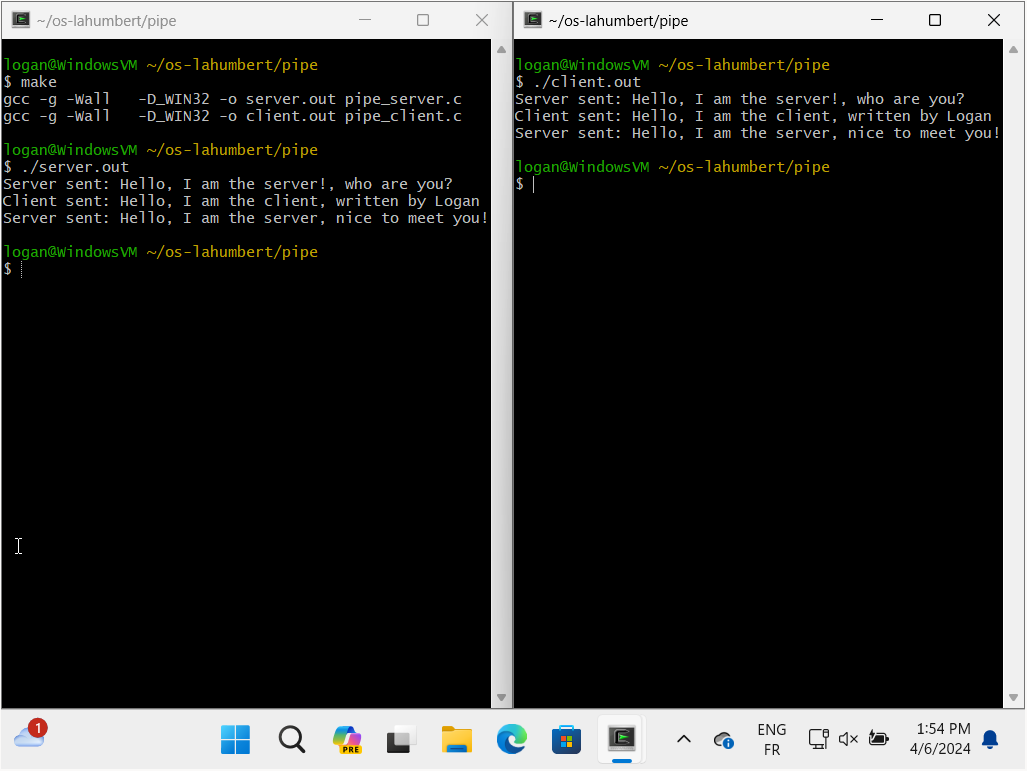 ~/os-lahumbert/pipe
logan@WindowsVM ~/os-lahumbert/pipe
$ make
gcc -g -Wall   -D_WIN32 -o server.out pipe_server.c
gcc -g -Wall   -D_WIN32 -o client.out pipe_client.c
logan@WindowsVM ~/os-lahumbert/pipe
$ ./server.out
Server sent: Hello, I am the server!, who are you?
Client sent: Hello, I am the client, written by Logan
Server sent: Hello, I am the server, nice to meet you!
logan@WindowsVM ~/os-lahumbert/pipe
$
~/os-lahumbert/pipe
logan@WindowsVM ~/os-lahumbert/pipe
$ ./client.out
Server sent: Hello, I am the server!, who are you?
Client sent: Hello, I am the client, written by Logan
Server sent: Hello, I am the server, nice to meet you!
logan@WindowsVM ~/os-lahumbert/pipe
$
1
PRE
ENG
FR
1:54 PM
4/6/2024